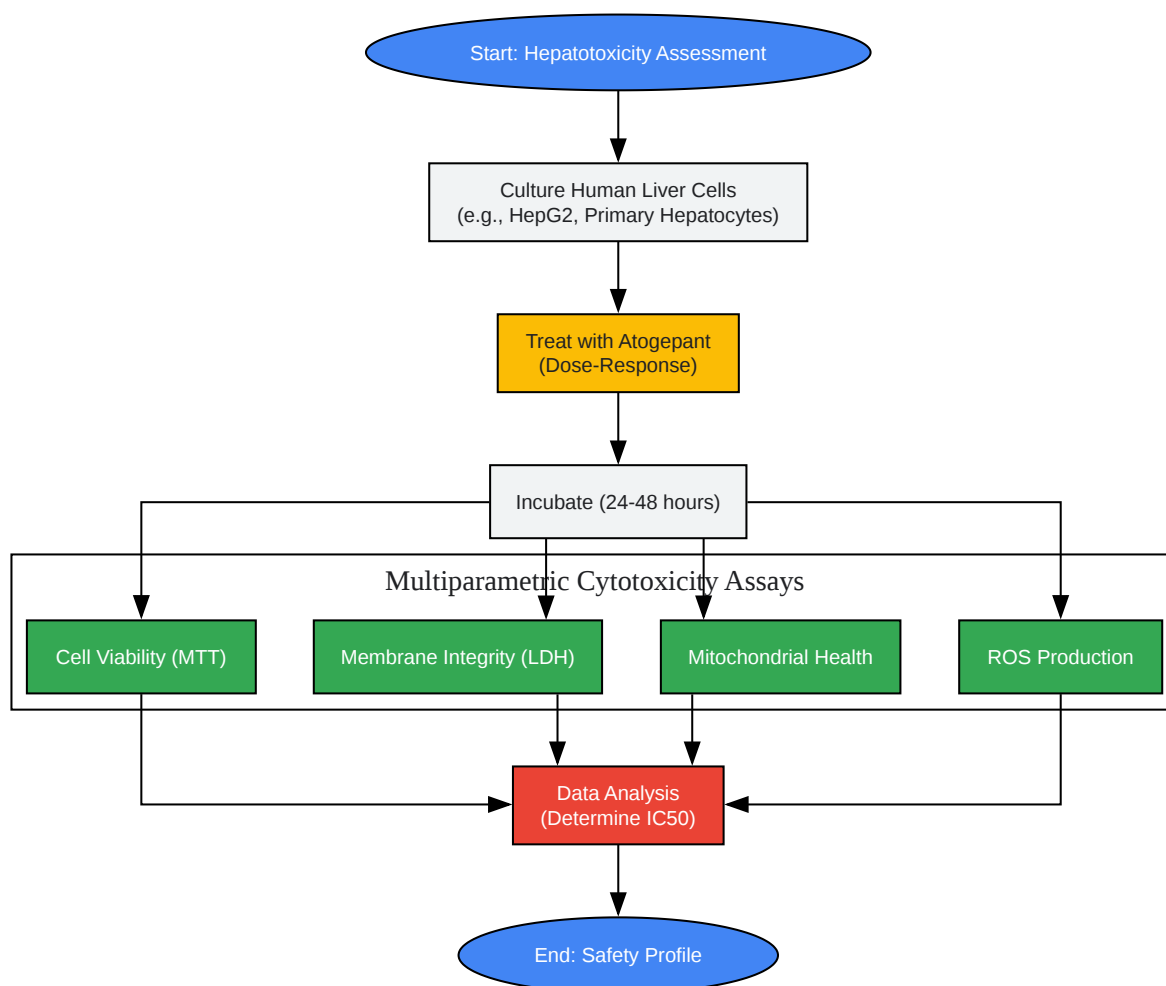 Start: Hepatotoxicity Assessment
Culture Human Liver Cells
(e.g., HepG2, Primary Hepatocytes)
Treat with Atogepant
(Dose-Response)
Incubate (24-48 hours)
Multiparametric Cytotoxicity Assays
Cell Viability (MTT)
Membrane Integrity (LDH)
Mitochondrial Health
ROS Production
Data Analysis
(Determine IC50)
End: Safety Profile